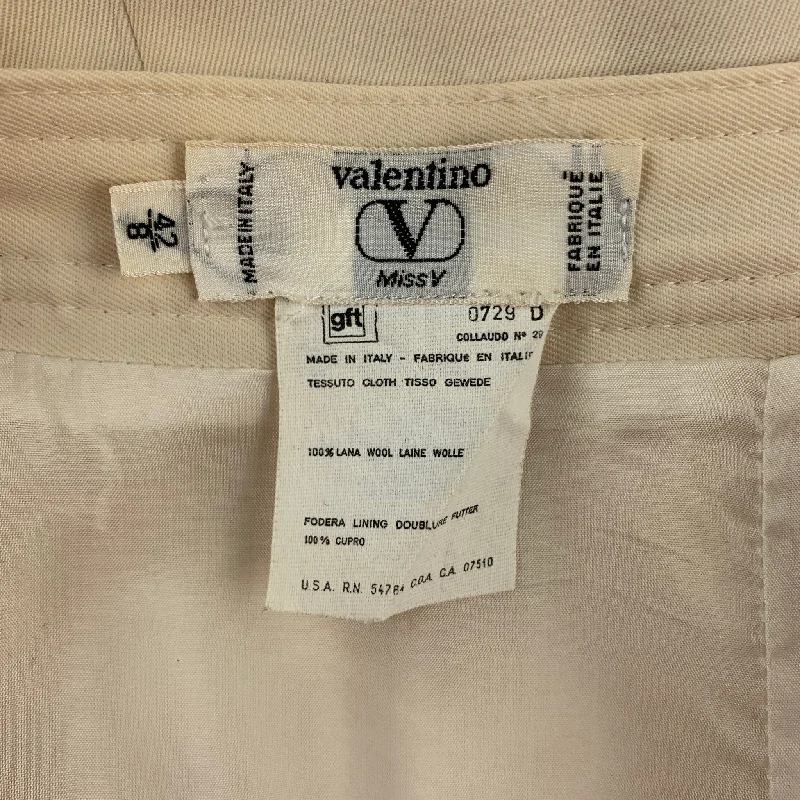 valentino
V
Miss V
MADE IN ITALY
FABRIQUÉ
EN ITALIE
42
8
gft
0729 D
COLLAUDO N° 29
MADE IN ITALY - FABRIQUE EN ITALIE
TESSUTO CLOTH TISSO GEWEDE
100% LANA WOOL LAINE WOLLE
FODERA LINING DOUBLURE FUTTER
100% CUPRO
U.S.A. R.N. 54784 C.O.A. C.A. 07510